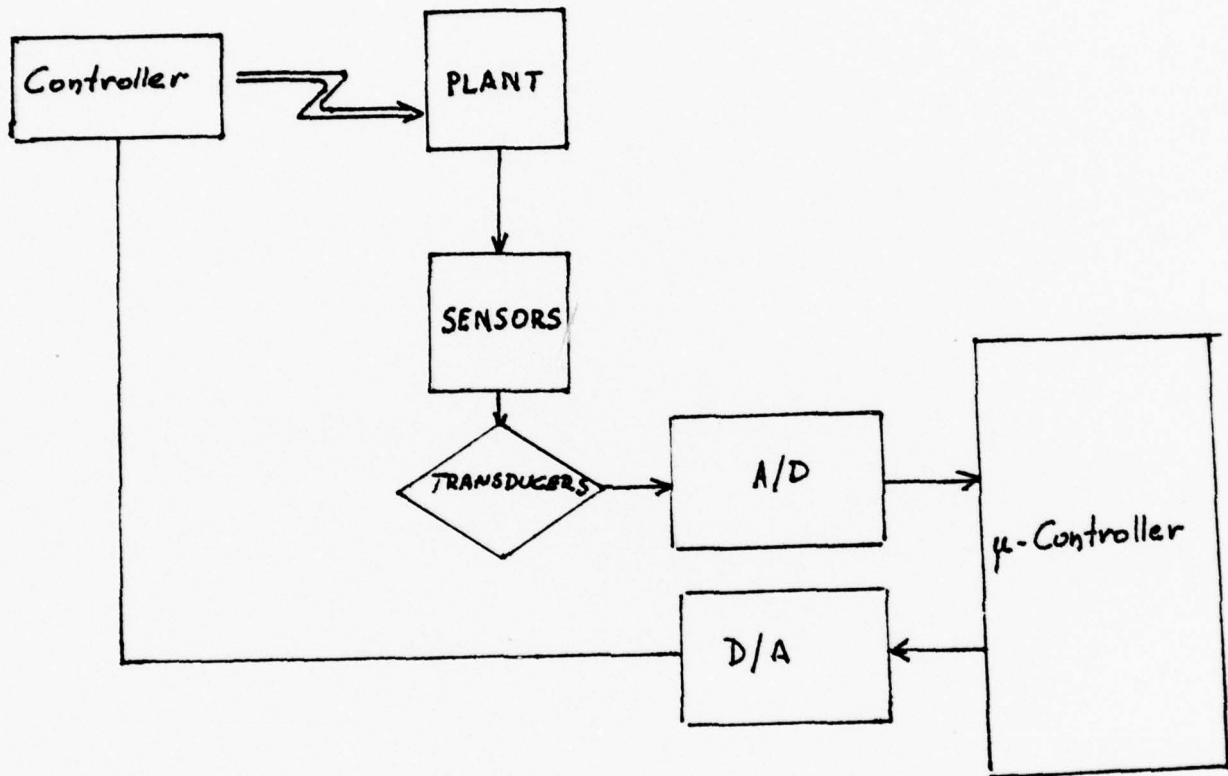 Controller
PLANT
SENSORS
TRANSDUCERS
A/D
μ-Controller
D/A